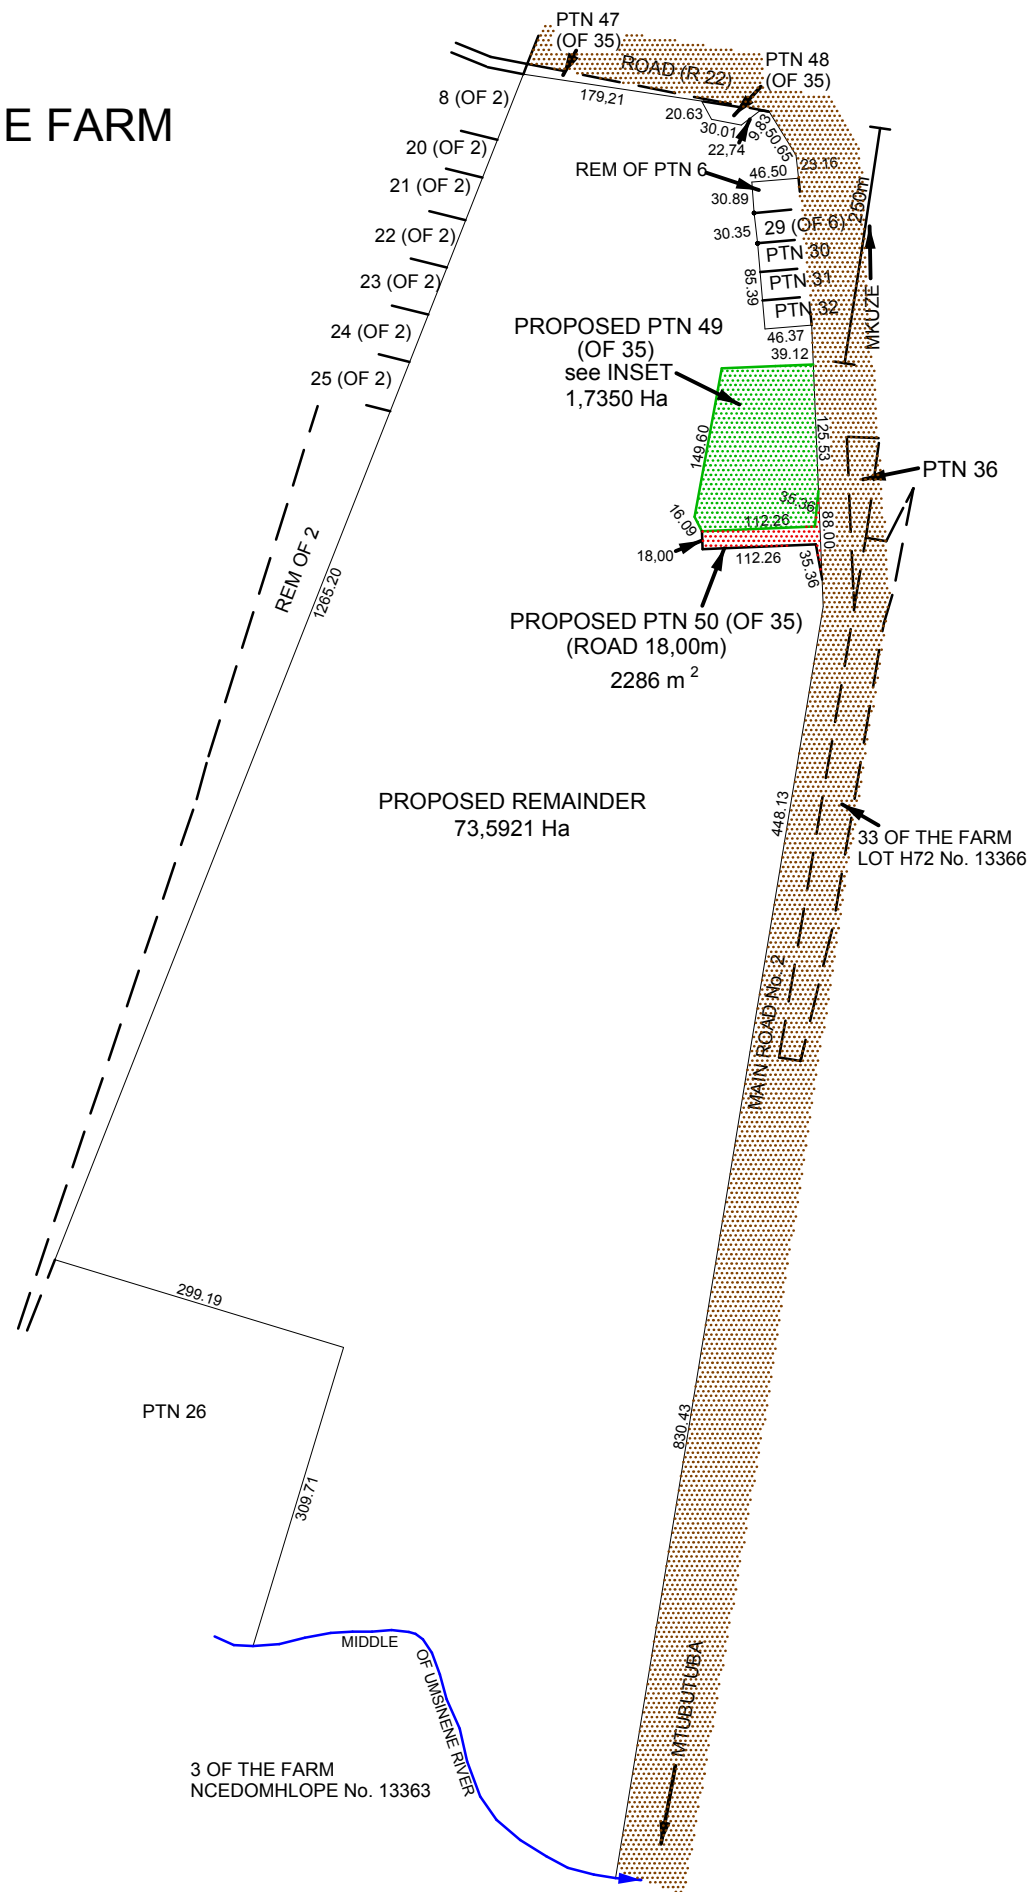 PTN 47
(OF 35)
ROAD (R 22)
PTN 48
(OF 35)
E FARM
8 (OF 2)
179,21
20.63
30.01
22,74
9.83
50.65
23.16
20 (OF 2)
21 (OF 2)
22 (OF 2)
23 (OF 2)
24 (OF 2)
25 (OF 2)
REM OF PTN 6
46.50
30.89
30.35
85.39
29 (OF 6)
PTN 30
PTN 31
PTN 32
46.37
39.12
250m
MKUZE
PROPOSED PTN 49
(OF 35)
see INSET
1,7350 Ha
149.60
125.53
PTN 36
16.09
35.36
112.26
88.00
18,00
112.26
35.36
PROPOSED PTN 50 (OF 35)
(ROAD 18,00m)
2286 m 2
REM OF 2
1265.20
PROPOSED REMAINDER
73,5921 Ha
448.13
33 OF THE FARM
LOT H72 No. 13366
MAIN ROAD No. 2
299.19
PTN 26
309.71
830.43
MIDDLE
OF UMSINENE RIVER
MTUBUTUBA
3 OF THE FARM
NCEDOMHLOPE No. 13363